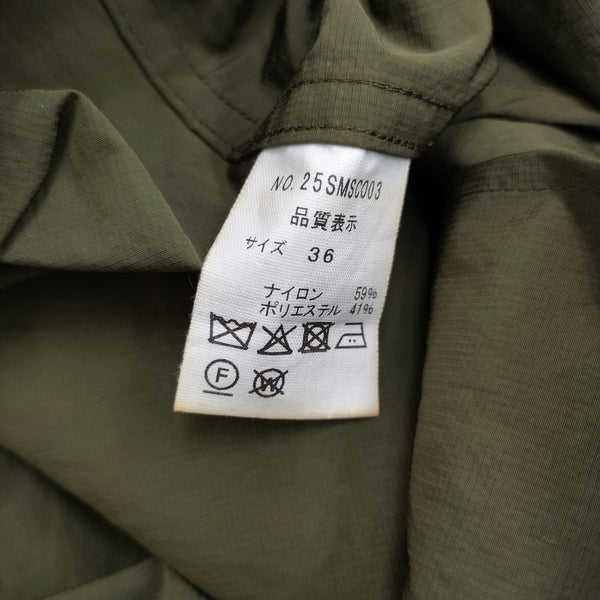 NO. 25SMSC003
品質表示
サイズ 36
ナイロン 59%
ポリエステル 41%
F W